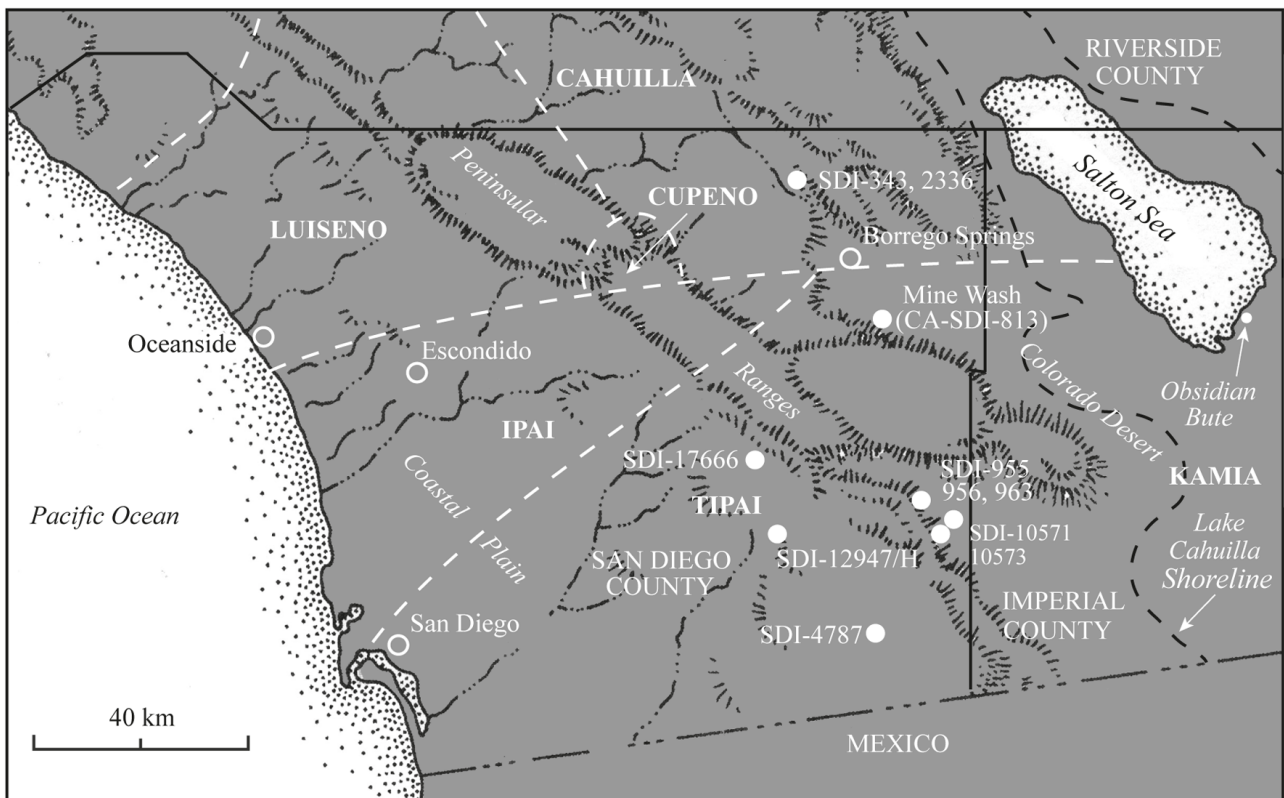 RIVERSIDE
COUNTY
CAHUILLA
Salton Sea
Peninsular
SDI-343, 2336
CUPENO
LUISENO
Borrego Springs
Mine Wash
(CA-SDI-813)
Oceanside
Escondido
Colorado Desert
Obsidian
Bute
Ranges
IPAI
Coastal
Plain
SDI-17666
SDI-955
956, 963
KAMIA
TIPAI
Pacific Ocean
SDI-10571
10573
Lake
Cahuilla
Shoreline
SAN DIEGO
COUNTY
SDI-12947/H
IMPERIAL
COUNTY
San Diego
SDI-4787
40 km
MEXICO